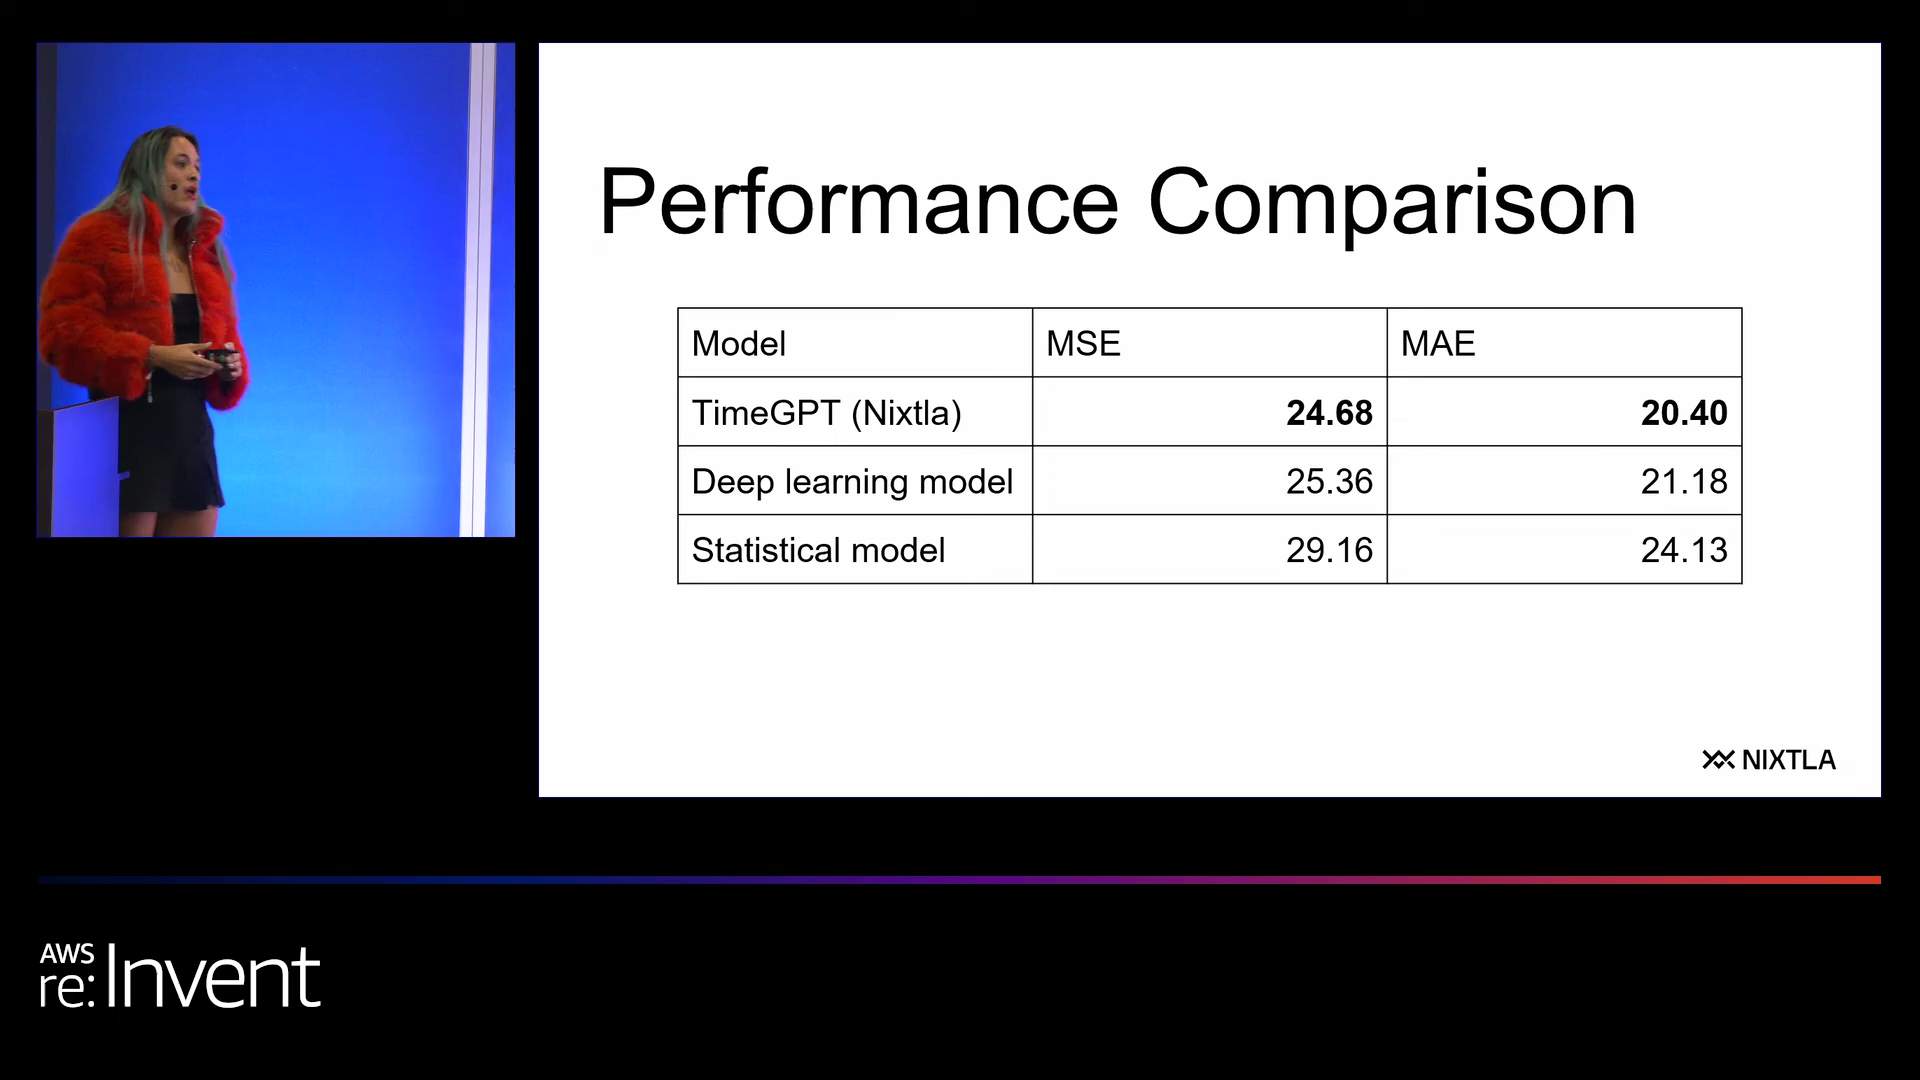 Performance Comparison
Model MSE MAE
TimeGPT (Nixtla) 24.68 20.40
Deep learning model 25.36 21.18
Statistical model 29.16 24.13
NIXTLA
AWS
re:Invent